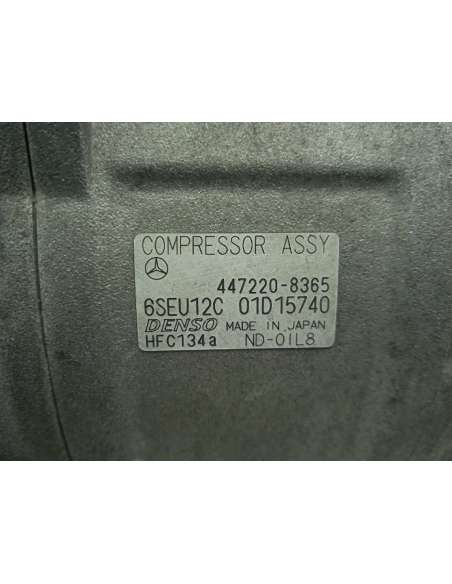 COMPRESSOR ASSY
447220-8365
6SEU12C 01D15740
DENSO MADE IN JAPAN
HFC134a ND-OIL8